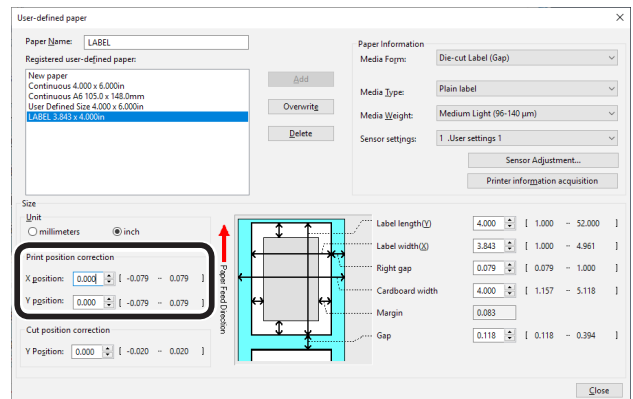 User-defined paper
Paper Name: LABEL
Registered user-defined paper:
New paper
Continuous 4.000 x 6.000in
Continuous A6 105.0 x 148.0mm
User Defined Size 4.000 x 6.000in
LABEL 3.843 x 4.000in
Add
Overwrite
Delete
Paper Information
Media Form: Die-cut Label (Gap)
Media Type: Plain label
Media Weight: Medium Light (96-140 µm)
Sensor settings: 1 .User settings 1
Sensor Adjustment...
Printer information acquisition
Size
Unit
millimeters inch
Print position correction
X position: 0.000 [ -0.079 -- 0.079 ]
Y position: 0.000 [ -0.079 -- 0.079 ]
Cut position correction
Y Position: 0.000 [ -0.020 -- 0.020 ]
Paper Feed Direction
Label length(Y) 4.000 [ 1.000 -- 52.000 ]
Label width(X) 3.843 [ 1.000 -- 4.961 ]
Right gap 0.079 [ 0.079 -- 1.000 ]
Cardboard width 4.000 [ 1.157 -- 5.118 ]
Margin 0.083
Gap 0.118 [ 0.118 -- 0.394 ]
Close